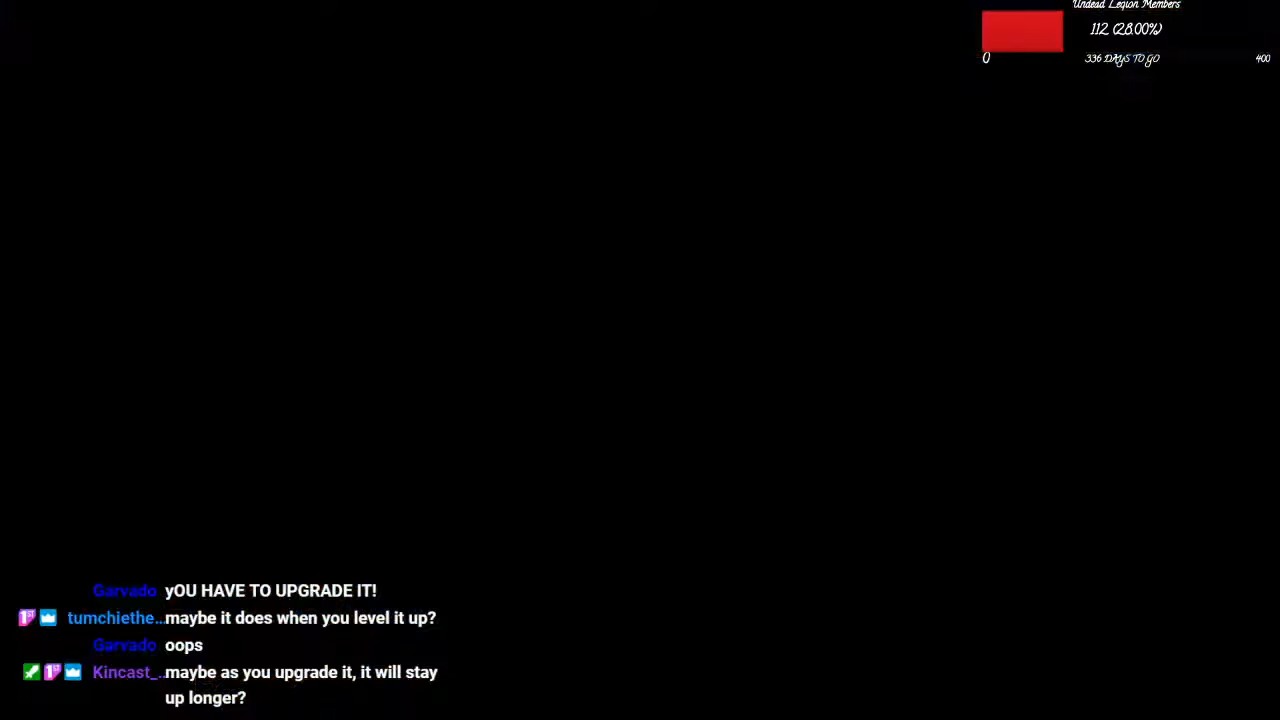 Undead Legion Members
112 (28.00%)
0
336 DAYS TO GO
400
Garvado yOU HAVE TO UPGRADE IT!
tumchiethe... maybe it does when you level it up?
Garvado oops
Kincast_... maybe as you upgrade it, it will stay
up longer?